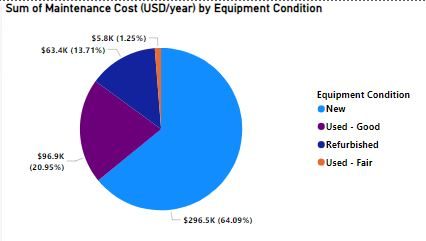 Sum of Maintenance Cost (USD/year) by Equipment Condition
$5.8K (1.25%)
$63.4K (13.71%)
$96.9K
(20.95%)
$296.5K (64.09%)
Equipment Condition
New
Used - Good
Refurbished
Used - Fair